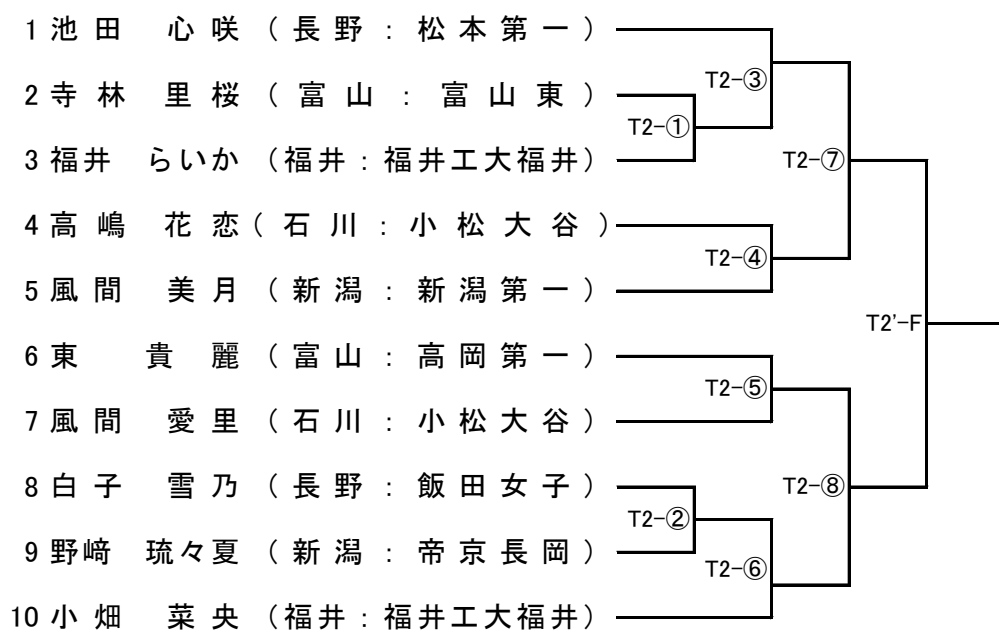 1 池田 心咲 (長野 : 松本第一)
T2-③
2 寺林 里桜 (富山 : 富山東)
T2-①
3 福井 らいか (福井 : 福井工大福井)
T2-⑦
4 高嶋 花恋 (石川 : 小松大谷)
T2-④
5 風間 美月 (新潟 : 新潟第一)
T2'-F
6 東 貴麗 (富山 : 高岡第一)
T2-⑤
7 風間 愛里 (石川 : 小松大谷)
8 白子 雪乃 (長野 : 飯田女子)
T2-⑧
T2-②
9 野﨑 琉々夏 (新潟 : 帝京長岡)
T2-⑥
10 小畑 菜央 (福井 : 福井工大福井)